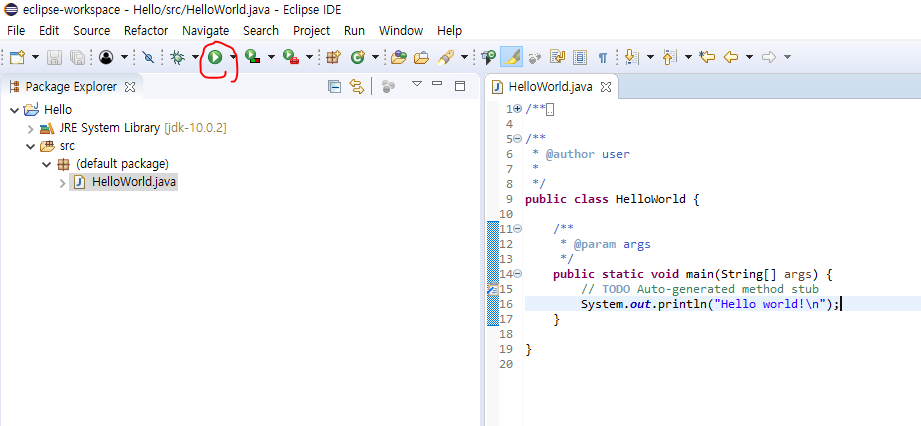 eclipse-workspace - Hello/src/HelloWorld.java - Eclipse IDE
File Edit Source Refactor Navigate Search Project Run Window Help
Package Explorer
Hello
JRE System Library [jdk-10.0.2]
src
(default package)
HelloWorld.java
HelloWorld.java
1 /**
4
5 /**
6 * @author user
7 *
8 */
9 public class HelloWorld {
10
11 /**
12 * @param args
13 */
14 public static void main(String[] args) {
15 // TODO Auto-generated method stub
16 System.out.println("Hello world!\n");
17 }
18
19 }
20